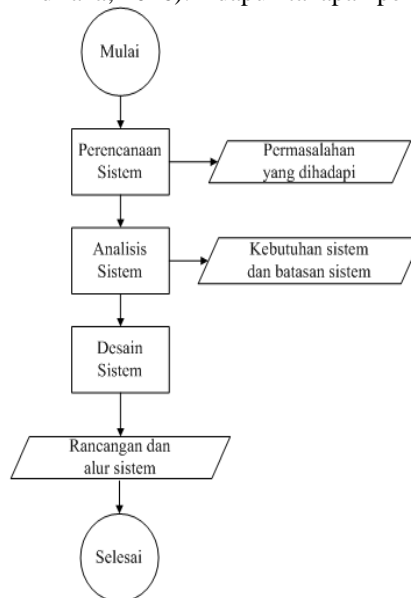 Mulai
Perencanaan
Sistem
Permasalahan
yang dihadapi
Analisis
Sistem
Kebutuhan sistem
dan batasan sistem
Desain
Sistem
Rancangan dan
alur sistem
Selesai